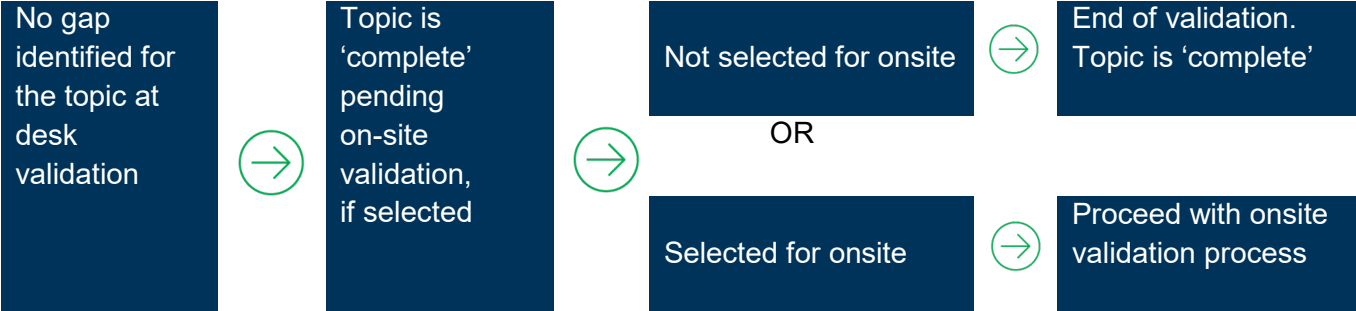 No gap
identified for
the topic at
desk
validation
Topic is
‘complete’
pending
on-site
validation,
if selected
Not selected for onsite
End of validation.
Topic is ‘complete’
OR
Selected for onsite
Proceed with onsite
validation process